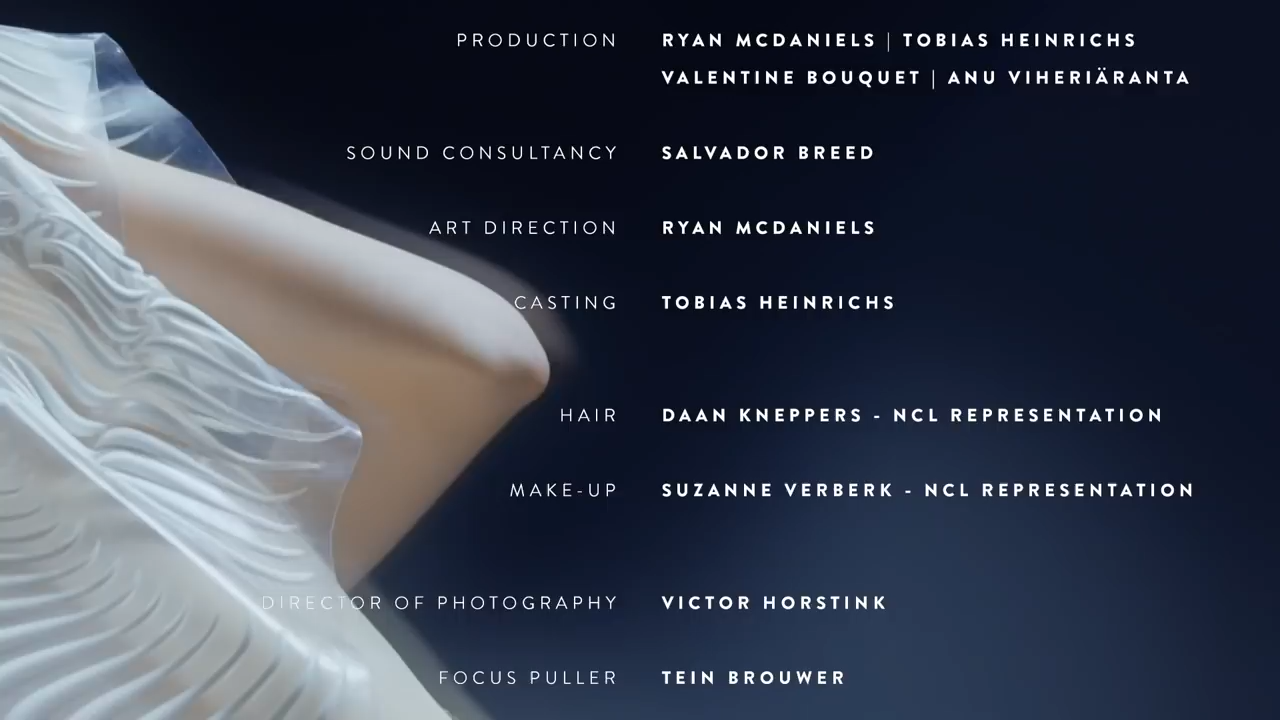 PRODUCTION RYAN MCDANIELS | TOBIAS HEINRICHS
VALENTINE BOUQUET | ANU VIHERIÄRANTA
SOUND CONSULTANCY SALVADOR BREED
ART DIRECTION RYAN MCDANIELS
CASTING TOBIAS HEINRICHS
HAIR DAAN KNEPPERS - NCL REPRESENTATION
MAKE-UP SUZANNE VERBERK - NCL REPRESENTATION
DIRECTOR OF PHOTOGRAPHY VICTOR HORSTINK
FOCUS PULLER TEIN BROUWER